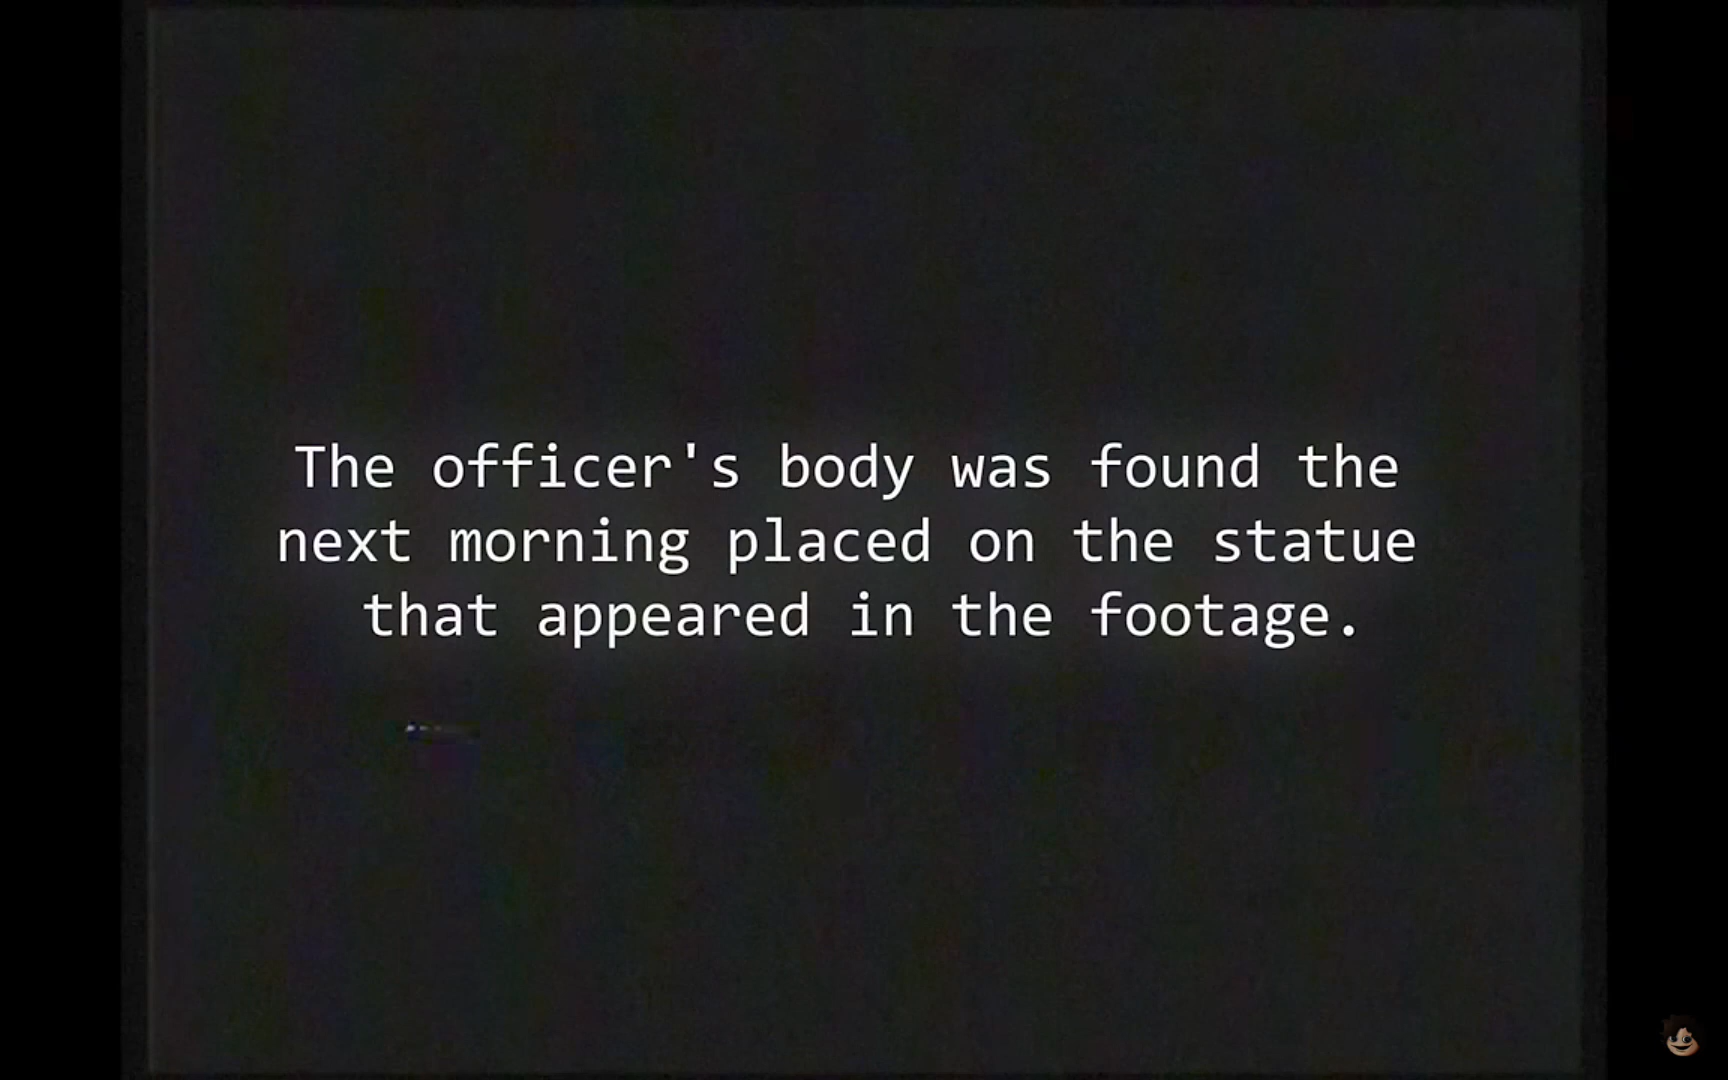 The officer's body was found the
next morning placed on the statue
that appeared in the footage.